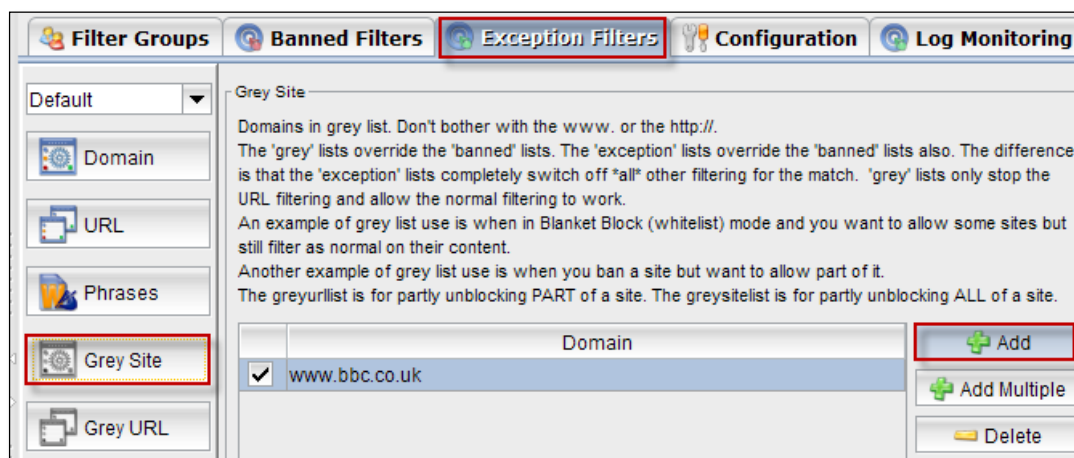 Filter Groups
Banned Filters
Exception Filters
Configuration
Log Monitoring
Default
Domain
URL
Phrases
Grey Site
Grey URL
Grey Site
Domains in grey list. Don't bother with the www. or the http://.
The 'grey' lists override the 'banned' lists. The 'exception' lists override the 'banned' lists also. The difference
is that the 'exception' lists completely switch off *all* other filtering for the match. 'grey' lists only stop the
URL filtering and allow the normal filtering to work.
An example of grey list use is when in Blanket Block (whitelist) mode and you want to allow some sites but
still filter as normal on their content.
Another example of grey list use is when you ban a site but want to allow part of it.
The greyurllist is for partly unblocking PART of a site. The greysitelist is for partly unblocking ALL of a site.
Domain
www.bbc.co.uk
Add
Add Multiple
Delete